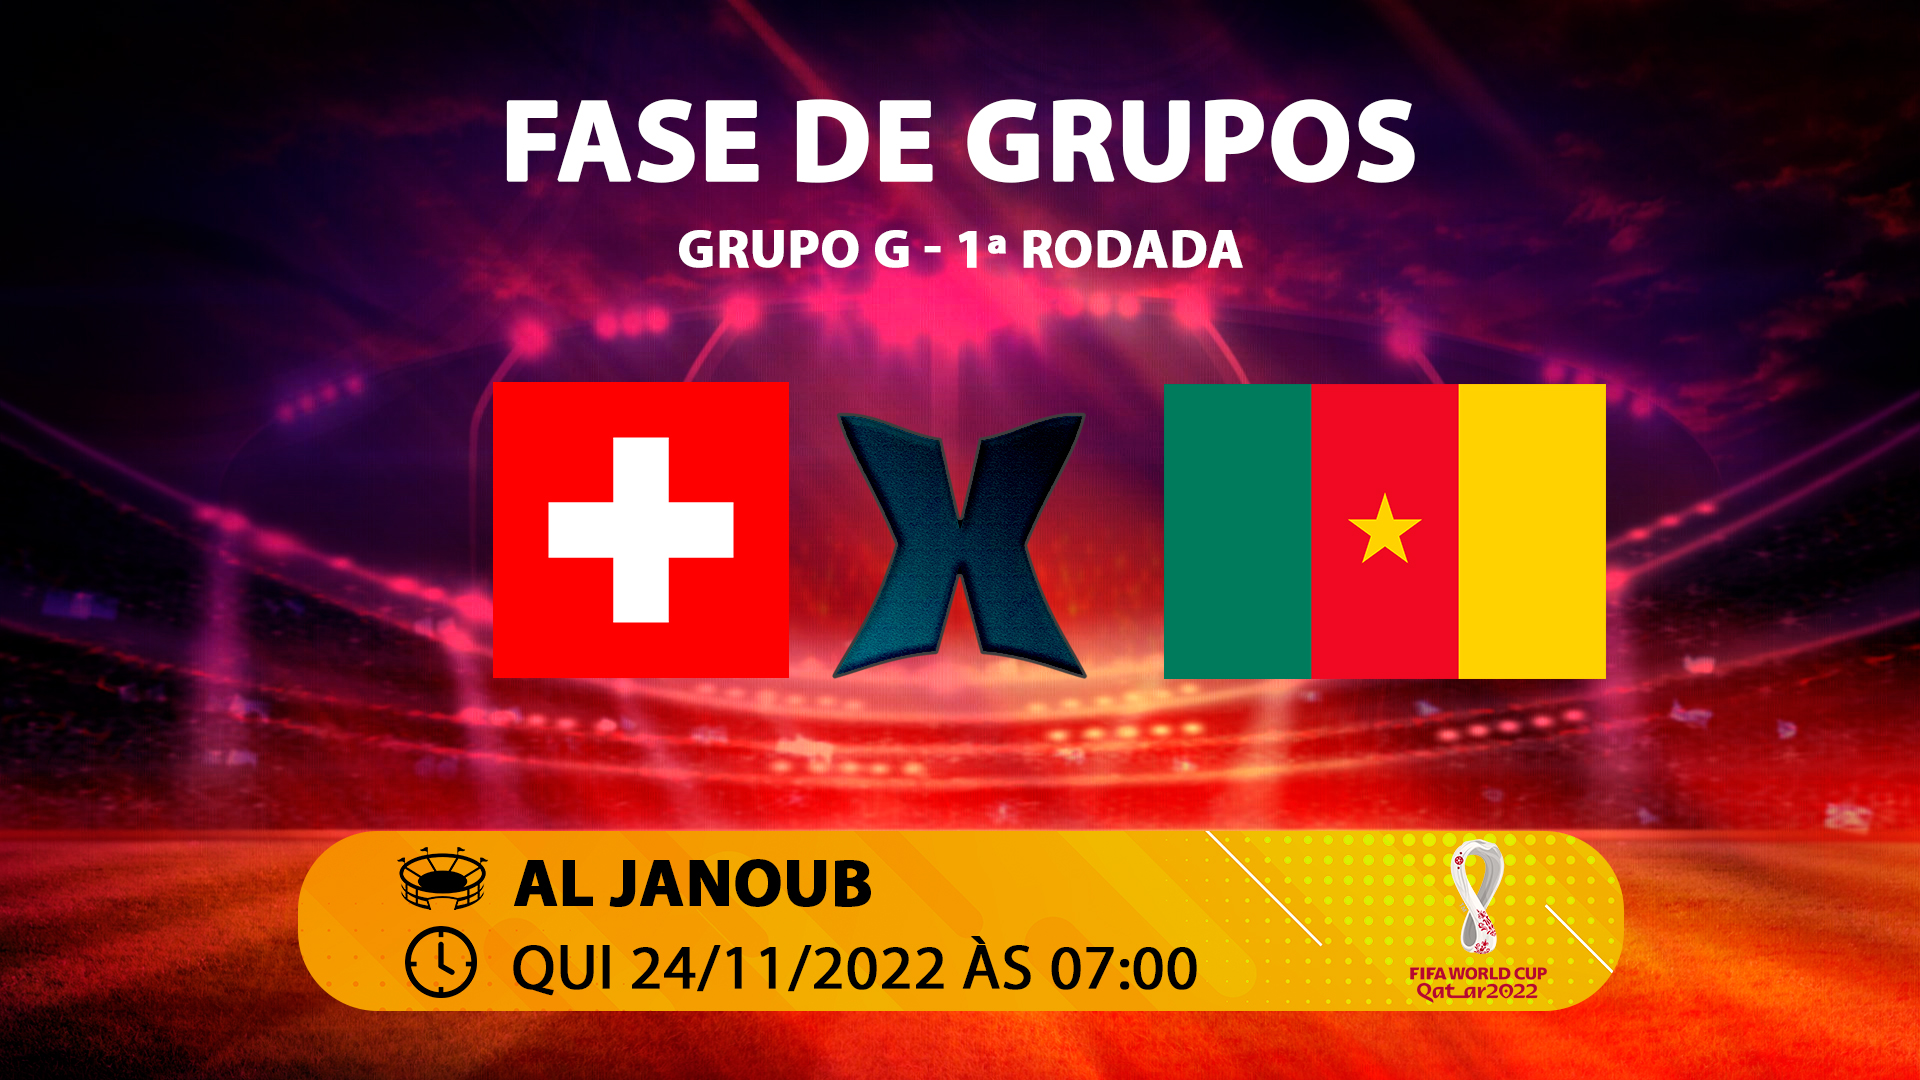 FASE DE GRUPOS
GRUPO G - 1ª RODADA
X
AL JANOUB
QUI 24/11/2022 ÀS 07:00
FIFA WORLD CUP
Qatar2022